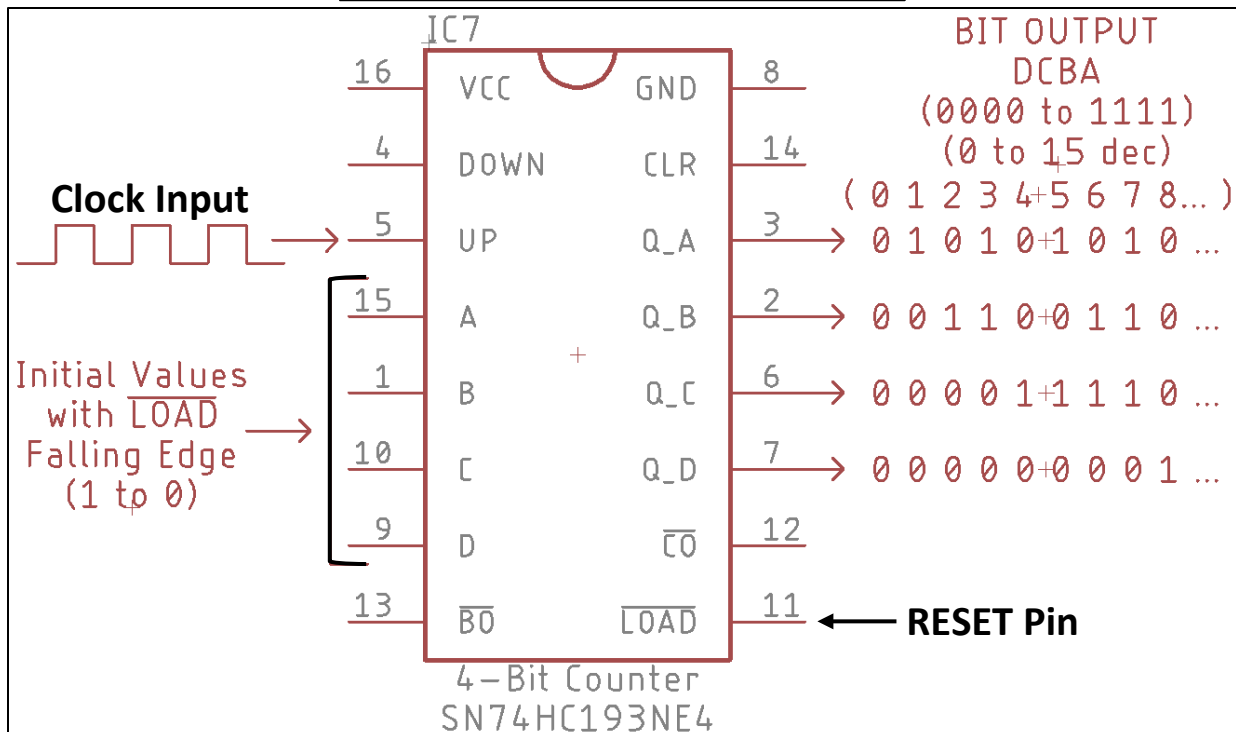 IC7
16 VCC GND 8
4 DOWN CLR 14
Clock Input
5 UP Q_A 3
15 A Q_B 2
1 B Q_C 6
10 C Q_D 7
9 D C̅O̅ 12
13 B̅O̅ L̅O̅A̅D̅ 11
Initial Values
with L̅O̅A̅D̅
Falling Edge
(1 to 0)
BIT OUTPUT
DCBA
(0000 to 1111)
(0 to 15 dec)
( 0 1 2 3 4 5 6 7 8... )
0 1 0 1 0 1 0 1 0 ...
0 0 1 1 0 0 1 1 0 ...
0 0 0 0 1 1 1 1 0 ...
0 0 0 0 0 0 0 0 1 ...
RESET Pin
4-Bit Counter
SN74HC193NE4